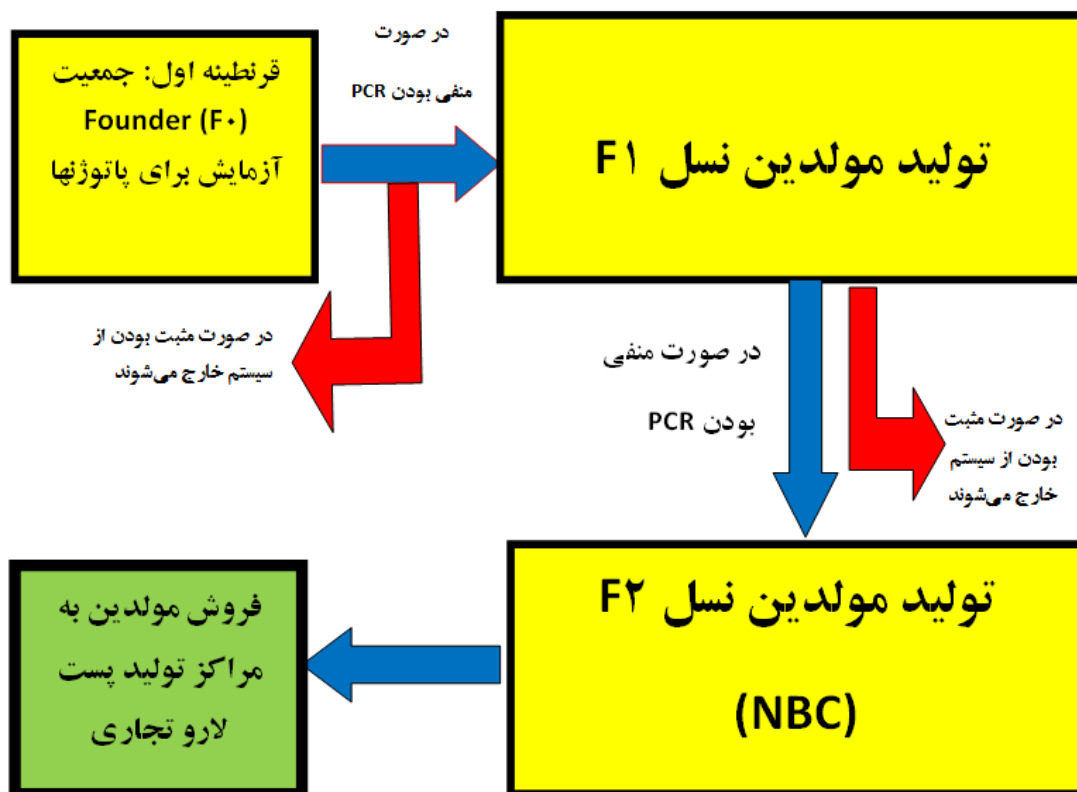 قرنطینه اول: جمعیت
Founder (F۰)
آزمایش برای پاتوژنها
در صورت
منفی بودن PCR
تولید مولدین نسل F۱
در صورت مثبت بودن از
سیستم خارج می‌شوند
در صورت منفی
بودن PCR
در صورت مثبت
بودن از سیستم
خارج می‌شوند
تولید مولدین نسل F۲
(NBC)
فروش مولدین به
مراکز تولید پست
لارو تجاری